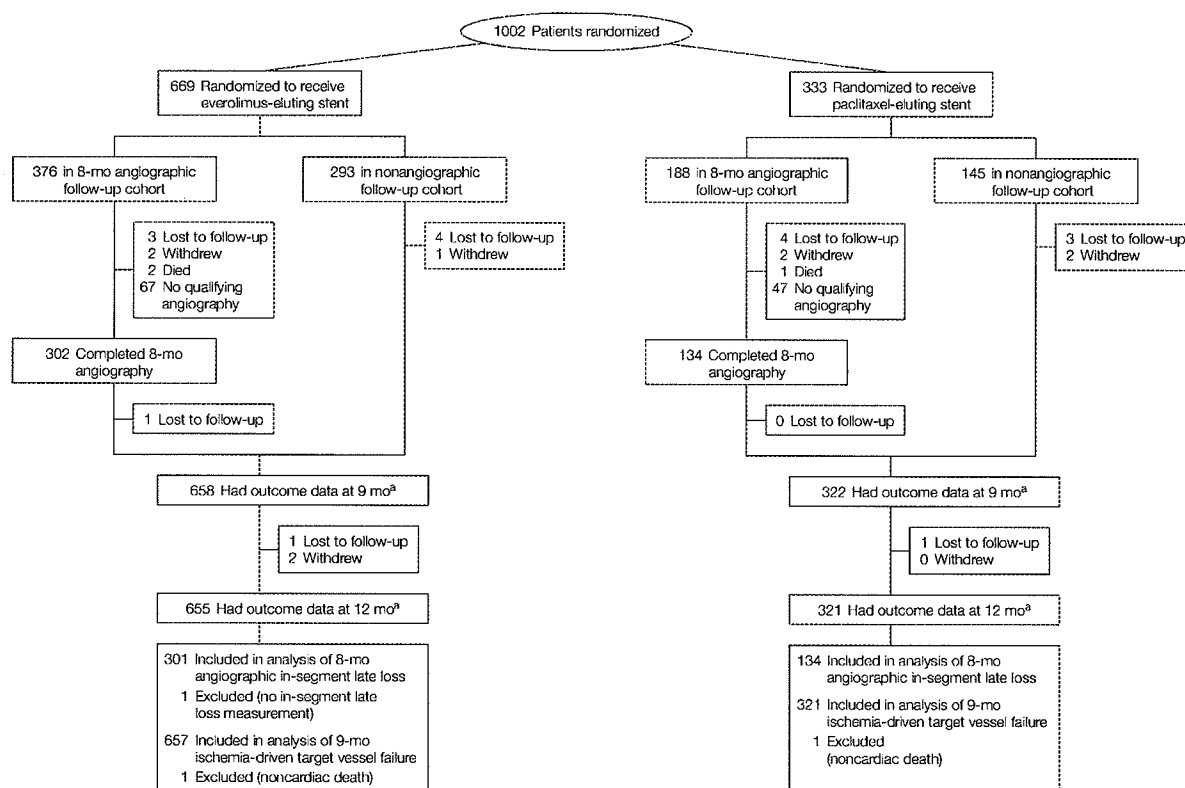 1002 Patients randomized
669 Randomized to receive
everolimus-eluting stent
333 Randomized to receive
paclitaxel-eluting stent
376 in 8-mo angiographic
follow-up cohort
293 in nonangiographic
follow-up cohort
188 in 8-mo angiographic
follow-up cohort
145 in nonangiographic
follow-up cohort
3 Lost to follow-up
2 Withdrew
2 Died
67 No qualifying
angiography
4 Lost to follow-up
1 Withdrew
4 Lost to follow-up
2 Withdrew
1 Died
47 No qualifying
angiography
3 Lost to follow-up
2 Withdrew
302 Completed 8-mo
angiography
134 Completed 8-mo
angiography
1 Lost to follow-up
0 Lost to follow-up
658 Had outcome data at 9 moᵃ
322 Had outcome data at 9 moᵃ
1 Lost to follow-up
2 Withdrew
1 Lost to follow-up
0 Withdrew
655 Had outcome data at 12 moᵃ
321 Had outcome data at 12 moᵃ
301 Included in analysis of 8-mo
angiographic in-segment late loss
1 Excluded (no in-segment late
loss measurement)
657 Included in analysis of 9-mo
ischemia-driven target vessel failure
1 Excluded (noncardiac death)
134 Included in analysis of 8-mo
angiographic in-segment late loss
321 Included in analysis of 9-mo
ischemia-driven target vessel failure
1 Excluded
(noncardiac death)